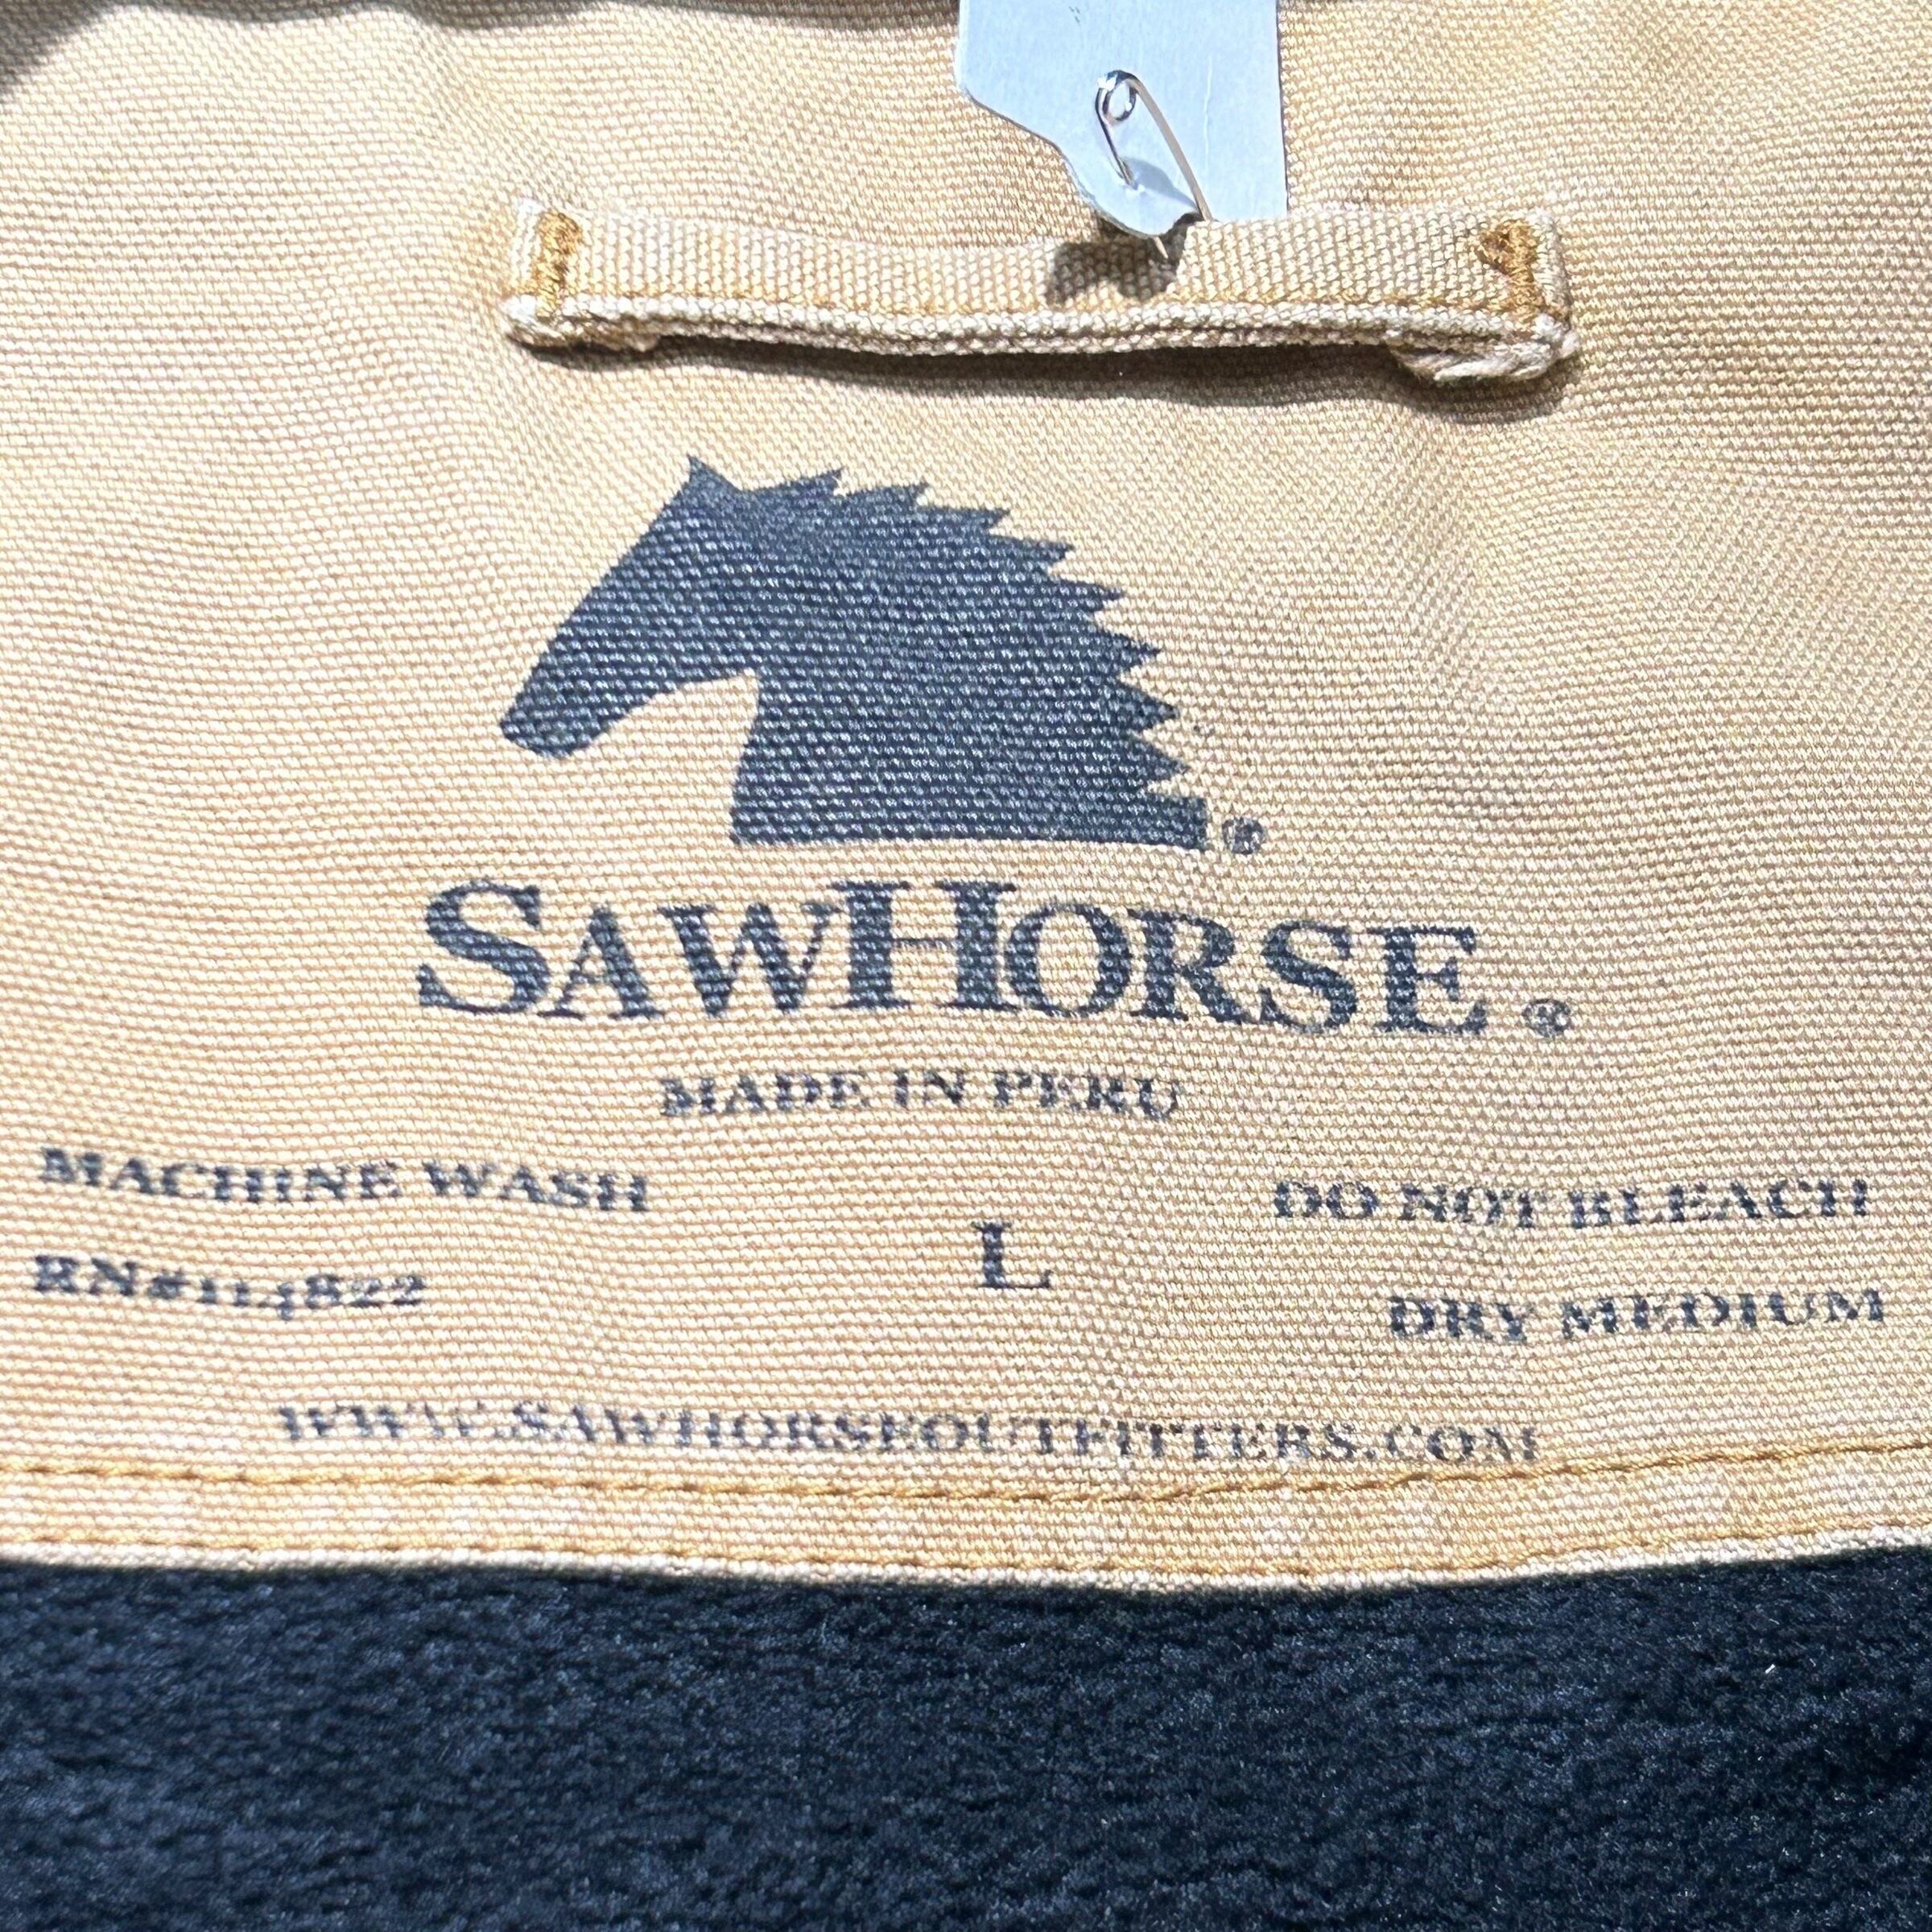 ®
SAWHORSE ®
MADE IN PERU
MACHINE WASH
DO NOT BLEACH
L
RN#114822
DRY MEDIUM
WWW.SAWHORSEOUTFITTERS.COM